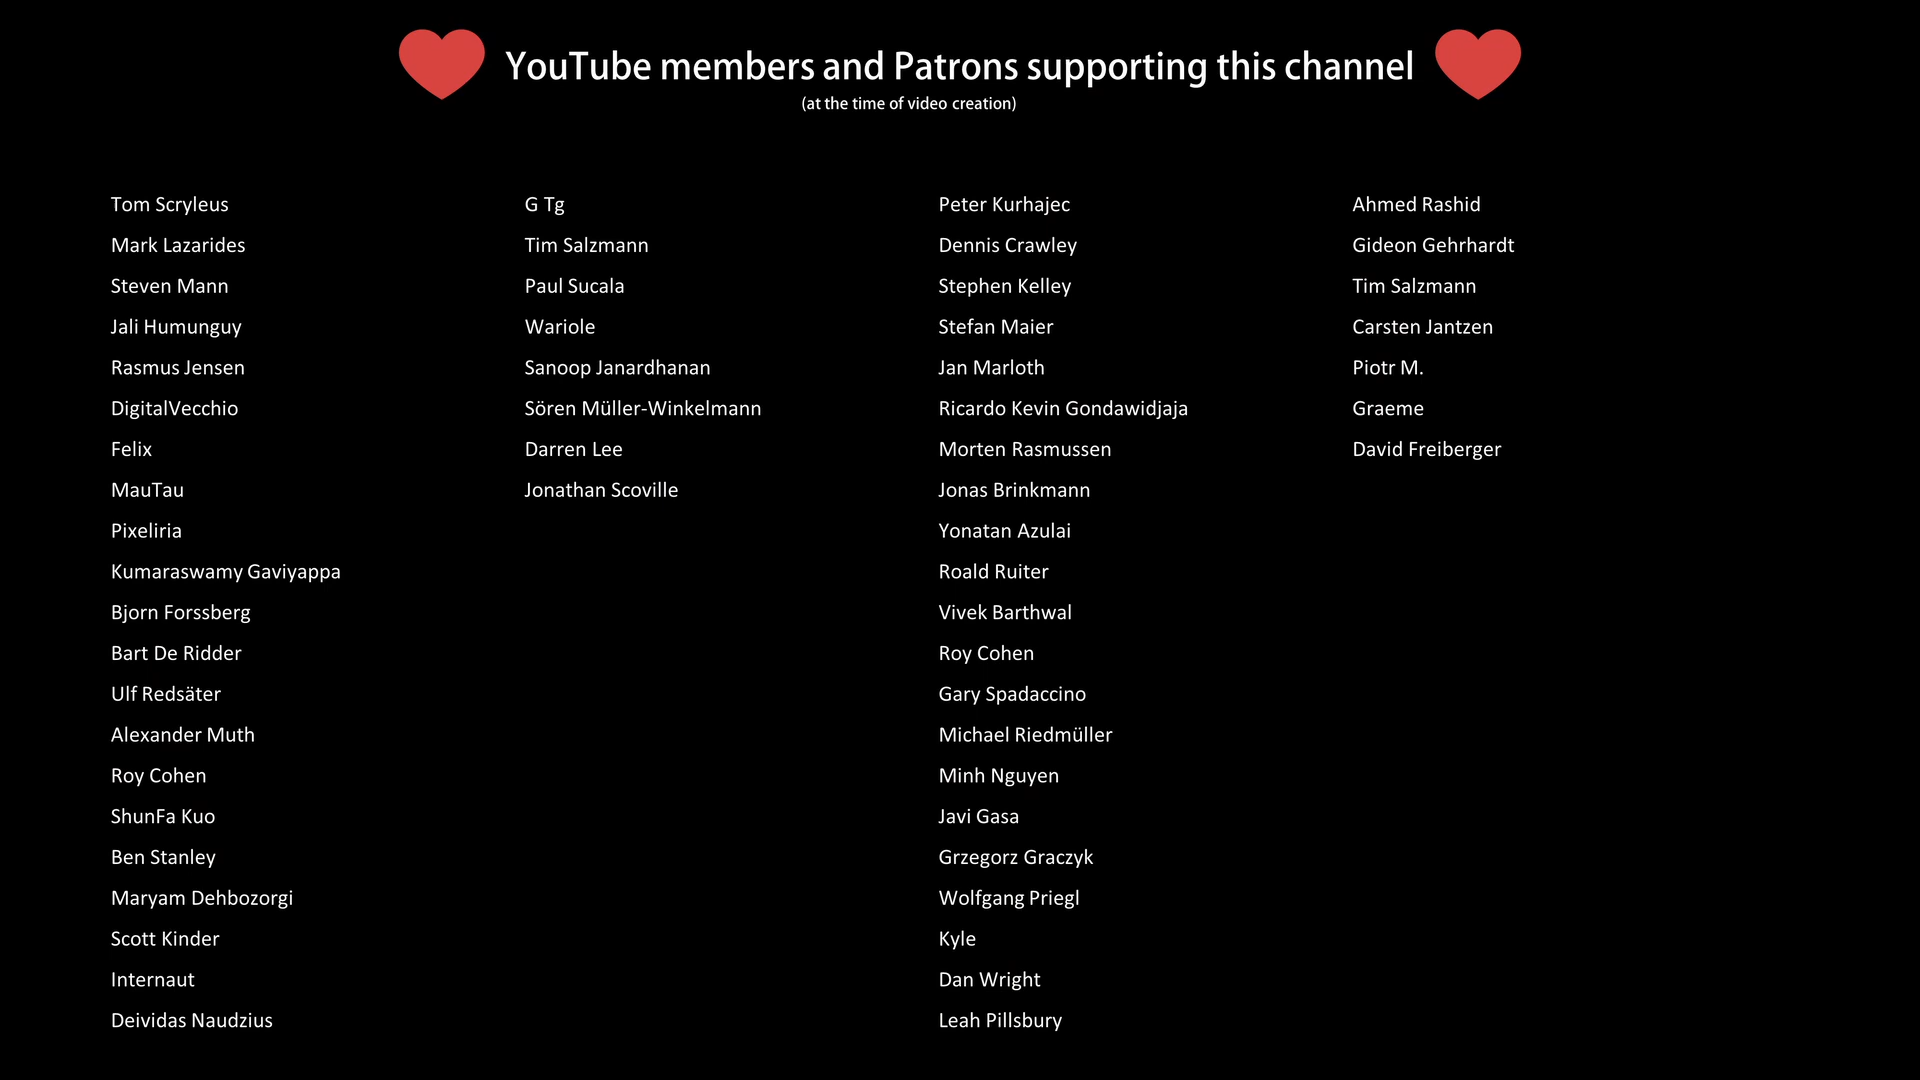 YouTube members and Patrons supporting this channel
(at the time of video creation)
Tom Scryleus
Mark Lazarides
Steven Mann
Jali Humunguy
Rasmus Jensen
DigitalVecchio
Felix
MauTau
Pixeliria
Kumaraswamy Gaviyappa
Bjorn Forssberg
Bart De Ridder
Ulf Redsäter
Alexander Muth
Roy Cohen
ShunFa Kuo
Ben Stanley
Maryam Dehbozorgi
Scott Kinder
Internaut
Deividas Naudzius
G Tg
Tim Salzmann
Paul Sucala
Wariole
Sanoop Janardhanan
Sören Müller-Winkelmann
Darren Lee
Jonathan Scoville
Peter Kurhajec
Dennis Crawley
Stephen Kelley
Stefan Maier
Jan Marloth
Ricardo Kevin Gondawidjaja
Morten Rasmussen
Jonas Brinkmann
Yonatan Azulai
Roald Ruiter
Vivek Barthwal
Roy Cohen
Gary Spadaccino
Michael Riedmüller
Minh Nguyen
Javi Gasa
Grzegorz Graczyk
Wolfgang Priegl
Kyle
Dan Wright
Leah Pillsbury
Ahmed Rashid
Gideon Gehrhardt
Tim Salzmann
Carsten Jantzen
Piotr M.
Graeme
David Freiberger